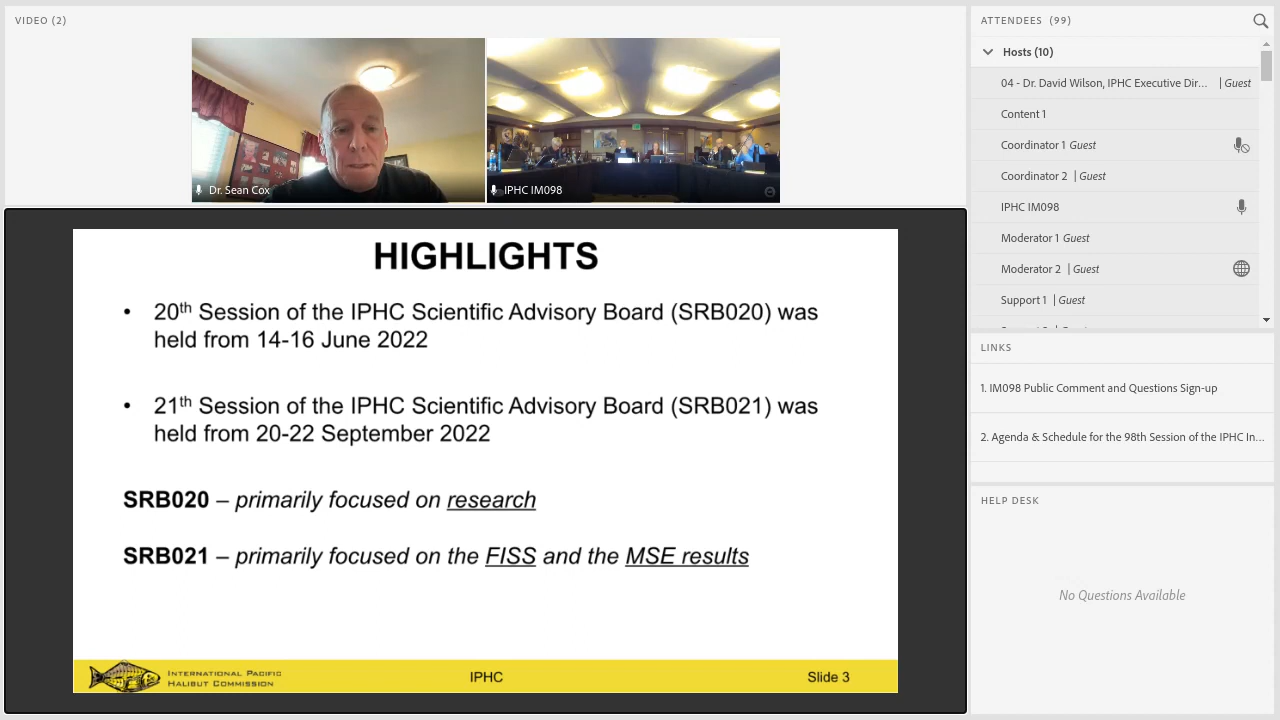 VIDEO (2)
Dr. Sean Cox
IPHC IM098
HIGHLIGHTS
• 20th Session of the IPHC Scientific Advisory Board (SRB020) was
held from 14-16 June 2022
• 21th Session of the IPHC Scientific Advisory Board (SRB021) was
held from 20-22 September 2022
SRB020 – primarily focused on research
SRB021 – primarily focused on the FISS and the MSE results
INTERNATIONAL PACIFIC
HALIBUT COMMISSION
IPHC
Slide 3
ATTENDEES (99)
Hosts (10)
04 - Dr. David Wilson, IPHC Executive Dir... | Guest
Content 1
Coordinator 1 Guest
Coordinator 2 | Guest
IPHC IM098
Moderator 1 Guest
Moderator 2 | Guest
Support 1 | Guest
LINKS
1. IM098 Public Comment and Questions Sign-up
2. Agenda & Schedule for the 98th Session of the IPHC In...
HELP DESK
No Questions Available